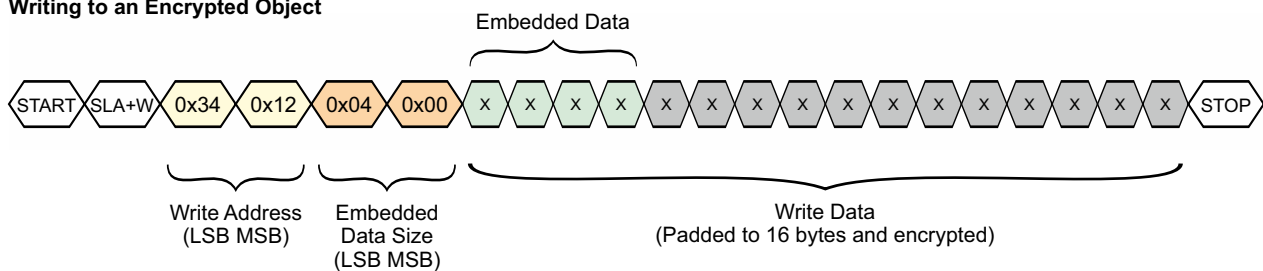 Writing to an Encrypted Object
Embedded Data
START SLA+W 0x34 0x12 0x04 0x00 X X X X X X X X X X X X X X X X STOP
Write Address
(LSB MSB)
Embedded
Data Size
(LSB MSB)
Write Data
(Padded to 16 bytes and encrypted)